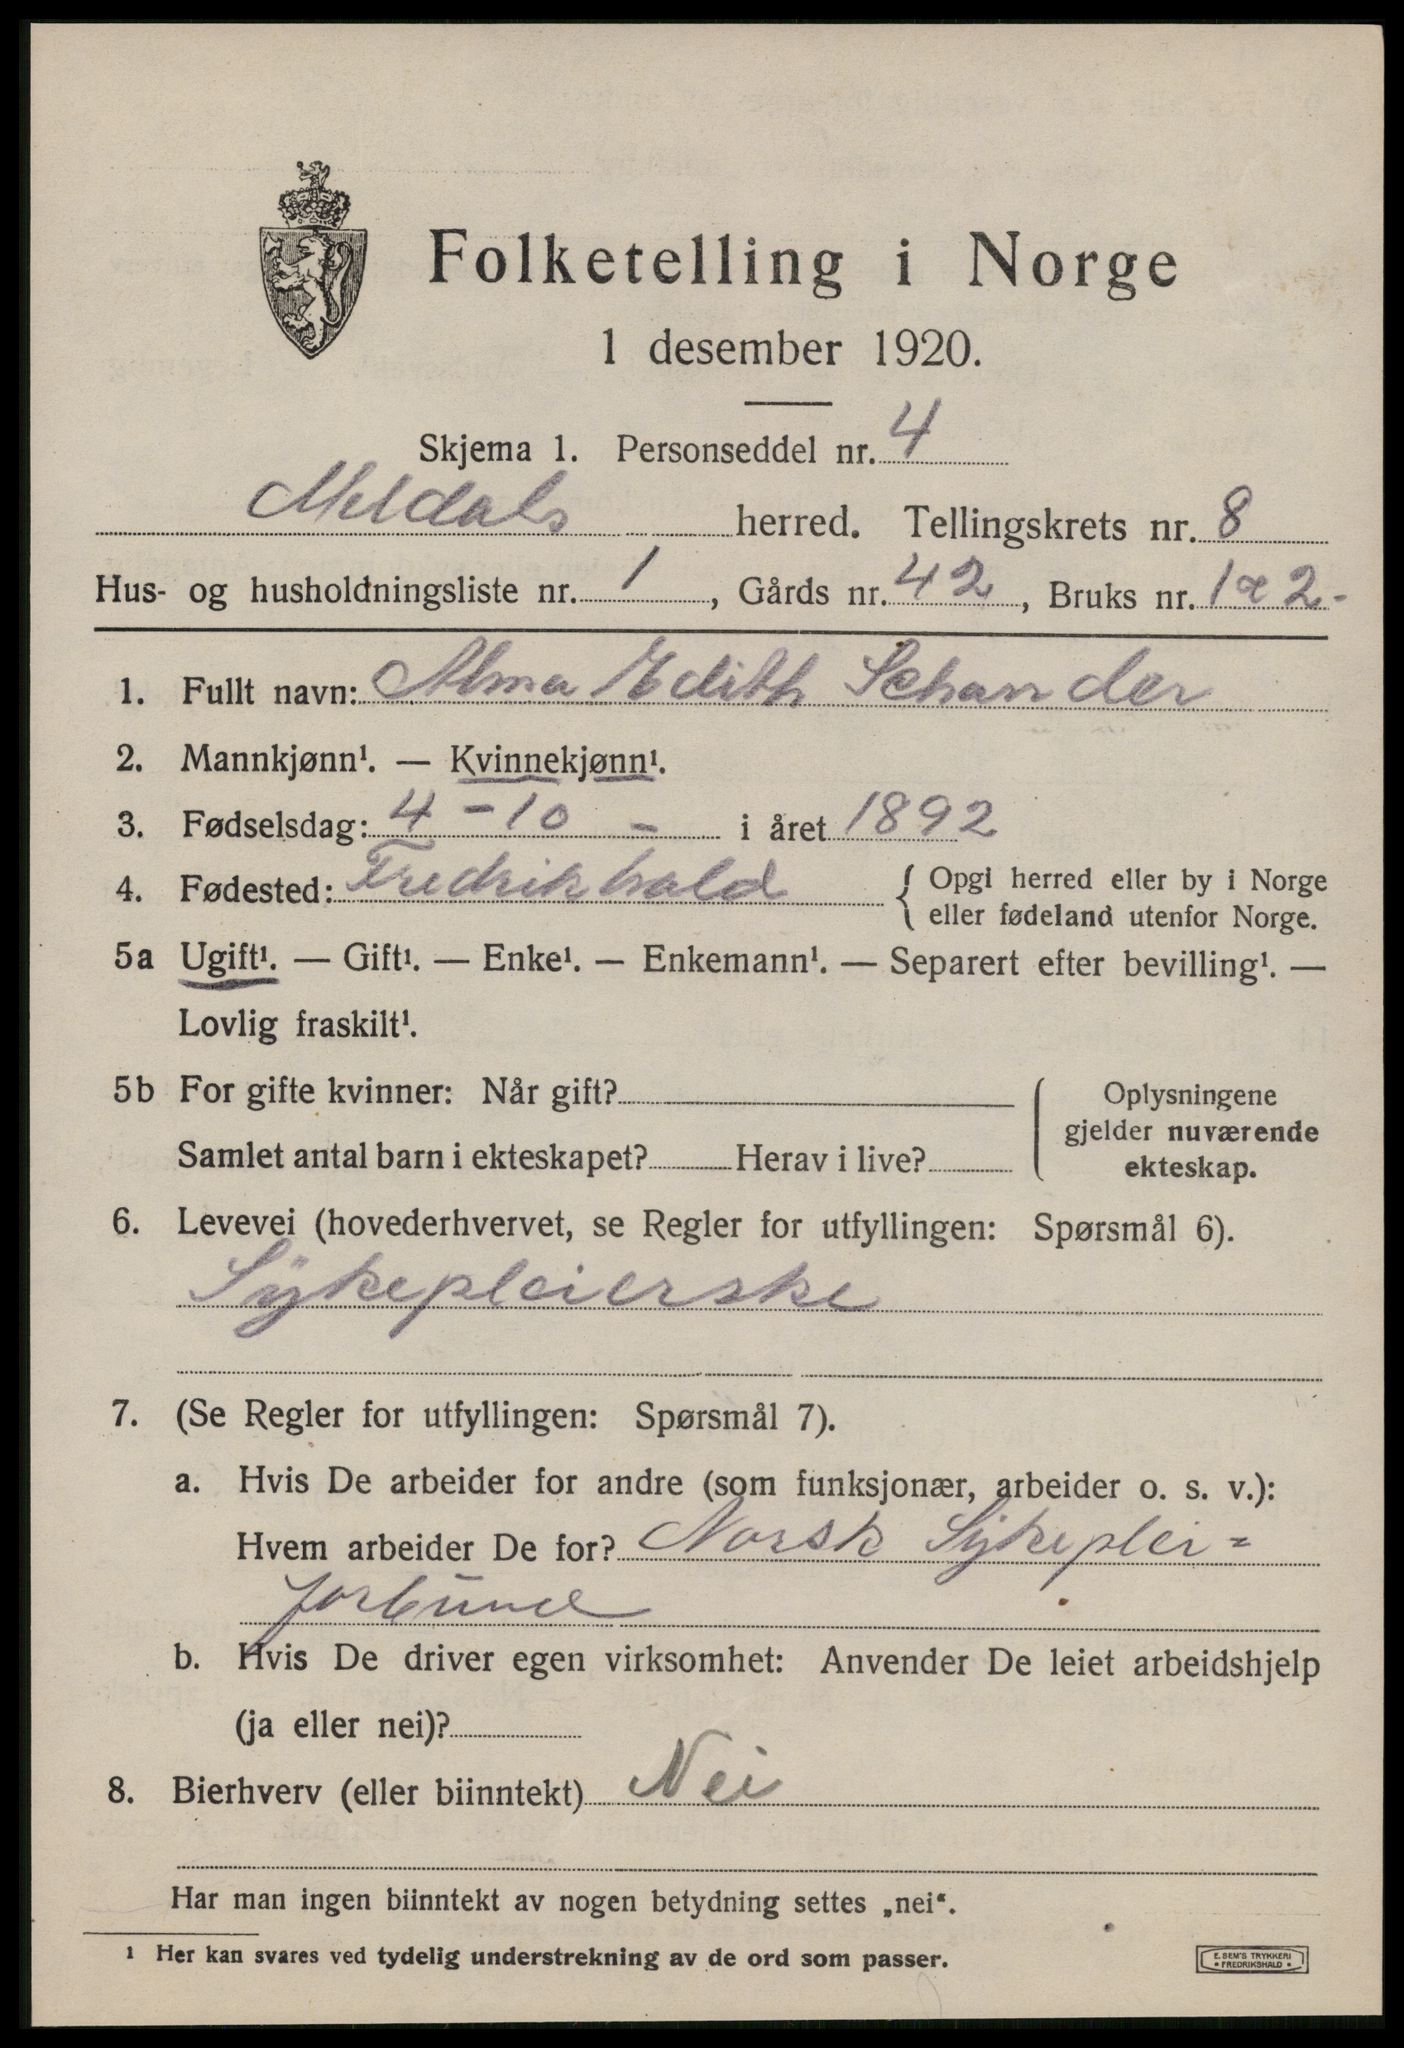 Folketelling i Norge
1 desember 1920.
Skjema 1. Personseddel nr. 4
Meldals herred. Tellingskrets nr. 8
Hus- og husholdningsliste nr. 1, Gårds nr. 42, Bruks nr. 1 & 2-
1. Fullt navn: Alma Edith Schander
2. Mannkjønn¹. — Kvinnekjønn¹.
3. Fødselsdag: 4 - 10 - i året 1892
4. Fødested: Fredrikhald { Opgi herred eller by i Norge
eller fødeland utenfor Norge.
5a Ugift¹. — Gift¹. — Enke¹. — Enkemann¹. — Separert efter bevilling¹. —
Lovlig fraskilt¹.
5b For gifte kvinner: Når gift? Oplysningene
gjelder nuværende
Samlet antal barn i ekteskapet? Herav i live? ekteskap.
6. Levevei (hovederhvervet, se Regler for utfyllingen: Spørsmål 6).
Sykepleierske
7. (Se Regler for utfyllingen: Spørsmål 7).
a. Hvis De arbeider for andre (som funksjonær, arbeider o. s. v.):
Hvem arbeider De for? Norsk Sykeplei=
forbund
b. Hvis De driver egen virksomhet: Anvender De leiet arbeidshjelp
(ja eller nei)?
8. Bierhverv (eller biinntekt) Nei
Har man ingen biinntekt av nogen betydning settes „nei“.
1 Her kan svares ved tydelig understrekning av de ord som passer.
E. SEM'S TRYKKERI
• FREDRIKSHALD •